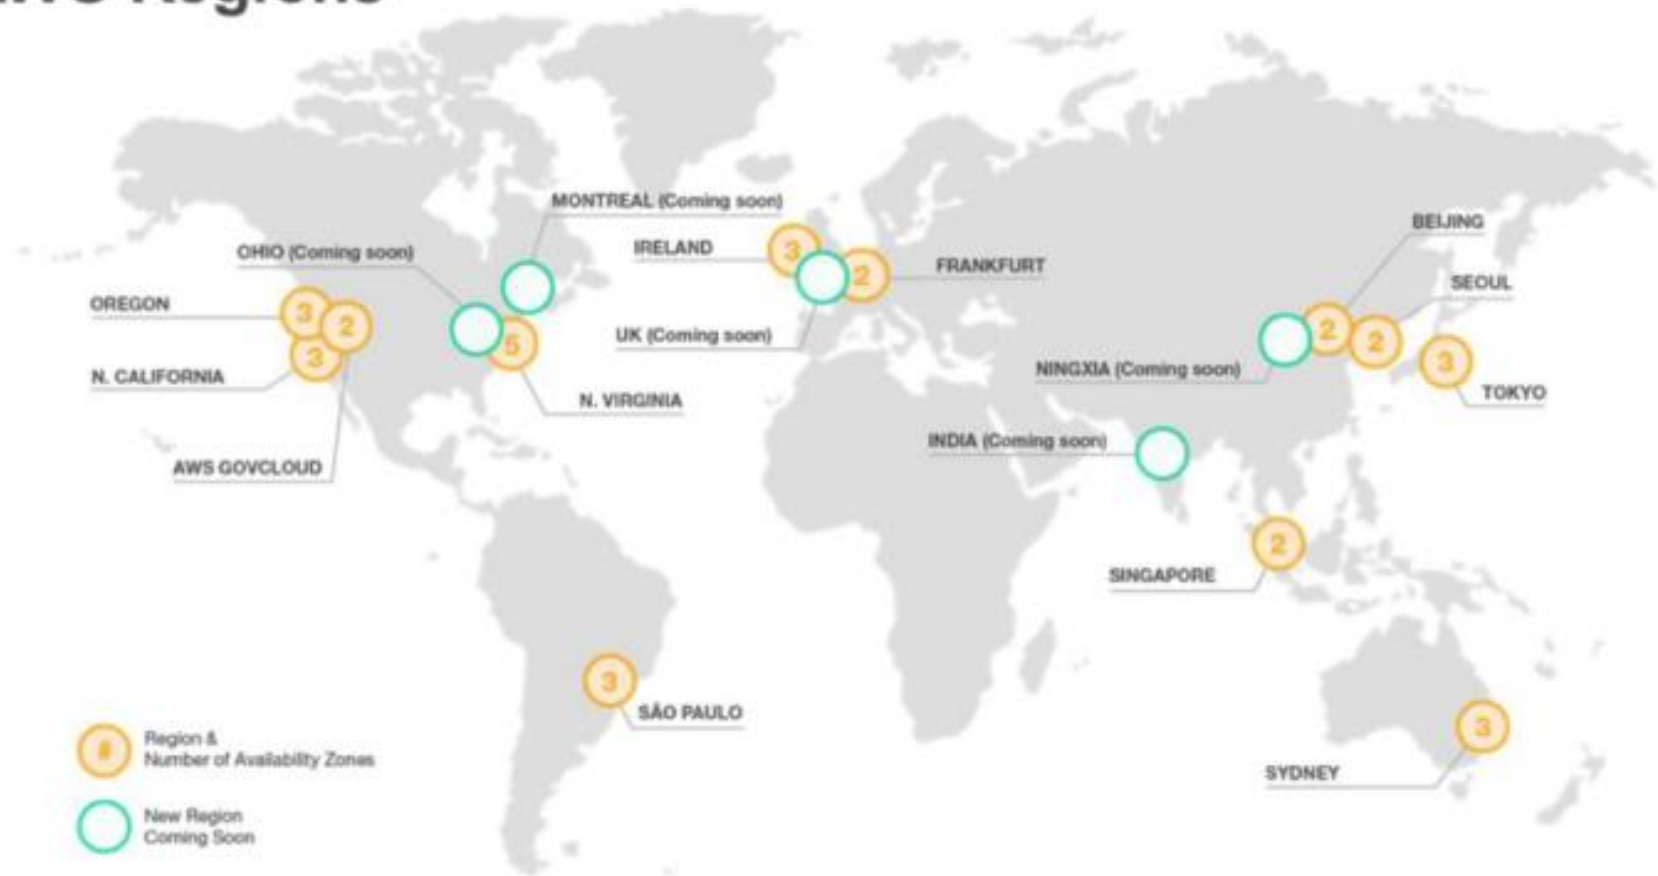 Regions
MONTREAL (Coming soon)
OHIO (Coming soon)
IRELAND
3
2
FRANKFURT
BEIJING
SEOUL
OREGON
3
2
3
5
UK (Coming soon)
2
2
3
NINGXIA (Coming soon)
N. CALIFORNIA
N. VIRGINIA
TOKYO
INDIA (Coming soon)
AWS GOVCLOUD
2
SINGAPORE
3
SÃO PAULO
3
SYDNEY
#
Region &
Number of Availability Zones
New Region
Coming Soon